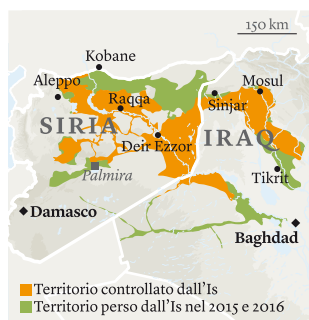 150 km
Kobane
Aleppo
Mosul
Raqqa
Sinjar
SIRIA
IRAQ
Deir Ezzor
Palmira
Tikrit
Damasco
Baghdad
Territorio controllato dall'Is
Territorio perso dall'Is nel 2015 e 2016